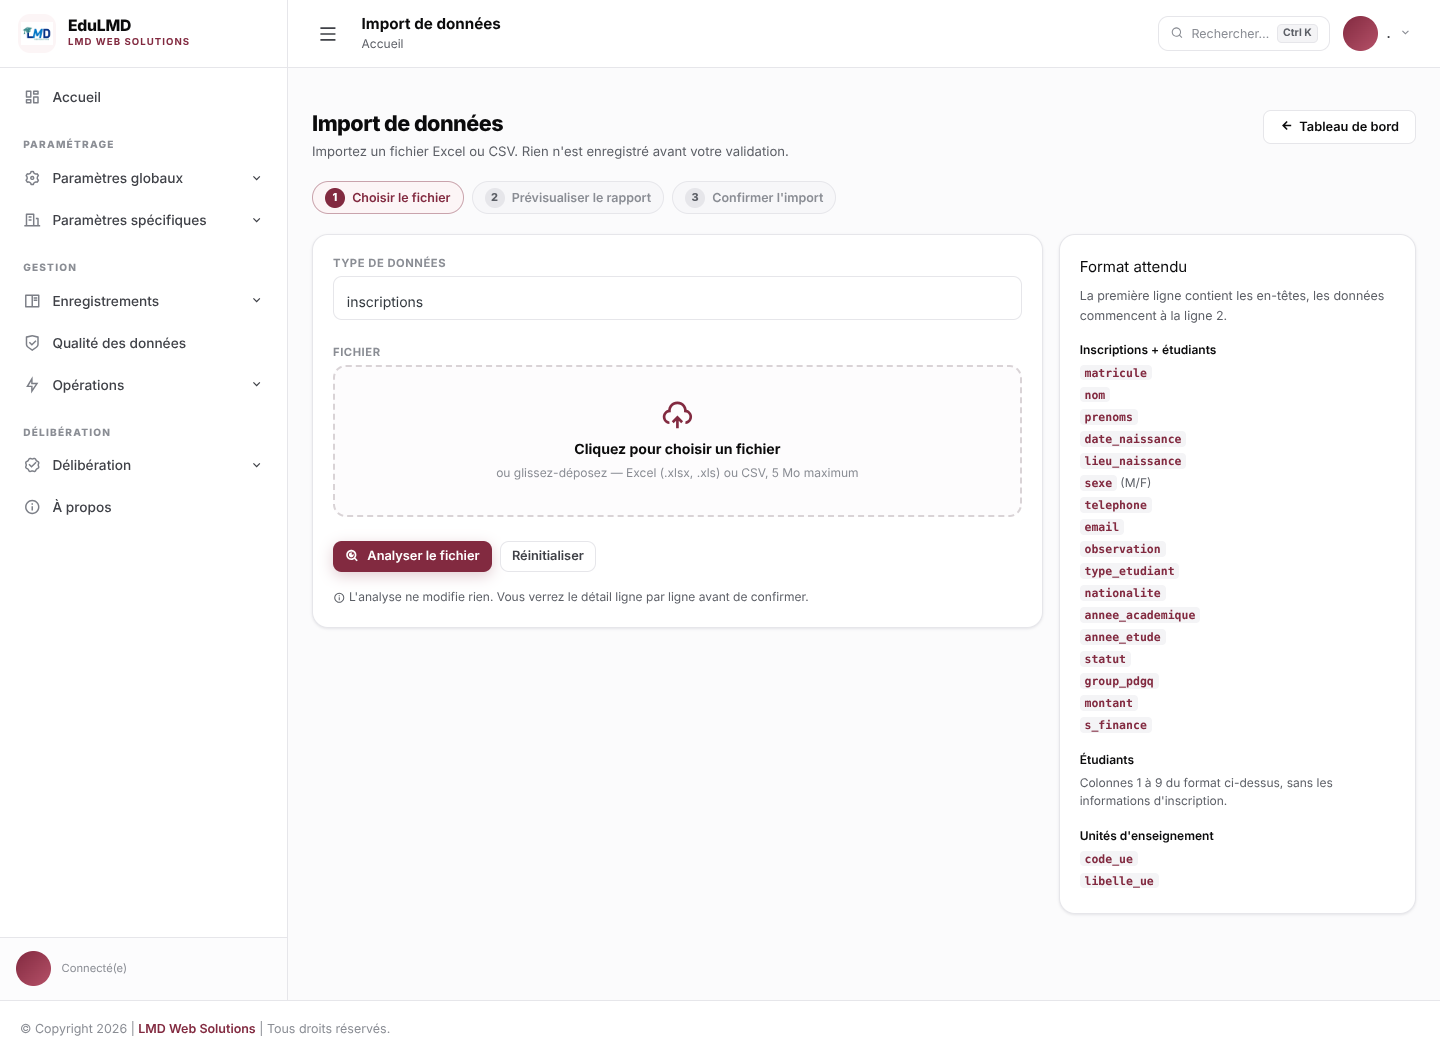 EduLMD
LMD WEB SOLUTIONS
Import de données
Accueil
Rechercher...
Ctrl K
.
Accueil
PARAMÉTRAGE
Paramètres globaux
Paramètres spécifiques
GESTION
Enregistrements
Qualité des données
Opérations
DÉLIBÉRATION
Délibération
À propos
Connecté(e)
Import de données
Importez un fichier Excel ou CSV. Rien n'est enregistré avant votre validation.
Tableau de bord
1 Choisir le fichier
2 Prévisualiser le rapport
3 Confirmer l'import
TYPE DE DONNÉES
inscriptions
FICHIER
Cliquez pour choisir un fichier
ou glissez-déposez — Excel (.xlsx, .xls) ou CSV, 5 Mo maximum
Analyser le fichier
Réinitialiser
L'analyse ne modifie rien. Vous verrez le détail ligne par ligne avant de confirmer.
Format attendu
La première ligne contient les en-têtes, les données
commencent à la ligne 2.
Inscriptions + étudiants
matricule
nom
prenoms
date_naissance
lieu_naissance
sexe (M/F)
telephone
email
observation
type_etudiant
nationalite
annee_academique
annee_etude
statut
group_pdgq
montant
s_finance
Étudiants
Colonnes 1 à 9 du format ci-dessus, sans les
informations d'inscription.
Unités d'enseignement
code_ue
libelle_ue
© Copyright 2026 | LMD Web Solutions | Tous droits réservés.
LMD